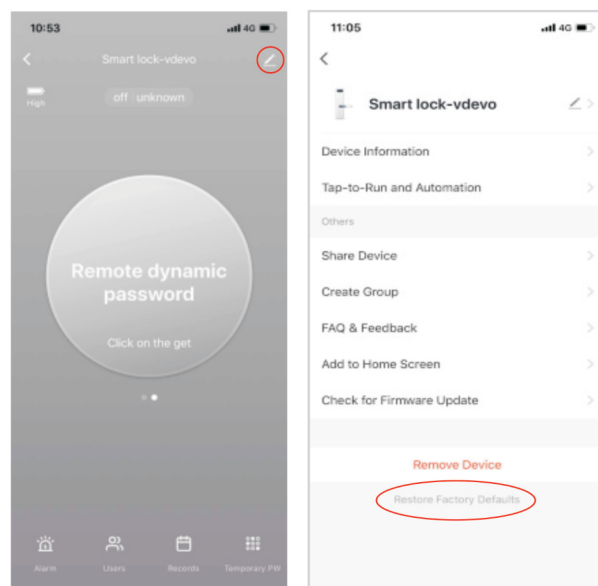 10:53
4G
Smart lock-vdevo
High
off unknown
Remote dynamic
password
Click on the get
Alarm
Users
Records
Temporary PW
11:05
4G
Smart lock-vdevo
Device Information
Tap-to-Run and Automation
Others
Share Device
Create Group
FAQ & Feedback
Add to Home Screen
Check for Firmware Update
Remove Device
Restore Factory Defaults